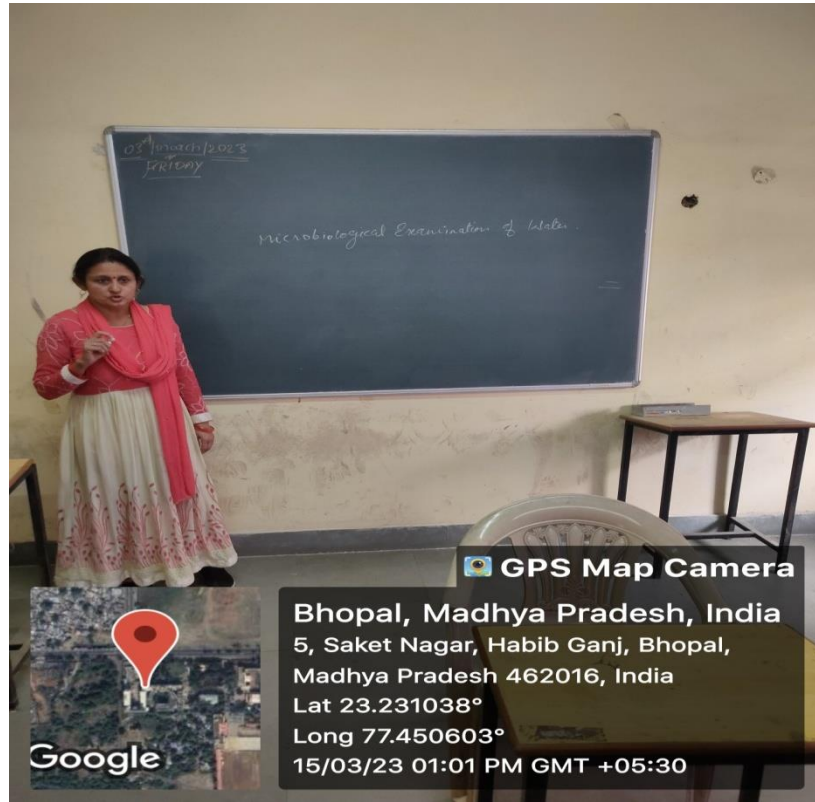 03rd/march/2023
FRIDAY
Microbiological Examination of Water.
GPS Map Camera
Bhopal, Madhya Pradesh, India
5, Saket Nagar, Habib Ganj, Bhopal,
Madhya Pradesh 462016, India
Lat 23.231038°
Long 77.450603°
15/03/23 01:01 PM GMT +05:30
Google